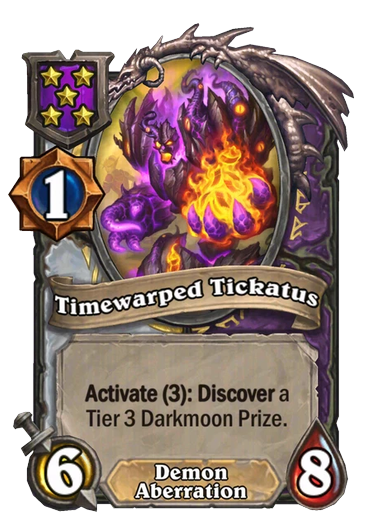 1
Timewarped Tickatus
Activate (3): Discover a
Tier 3 Darkmoon Prize.
6
Demon
Aberration
8